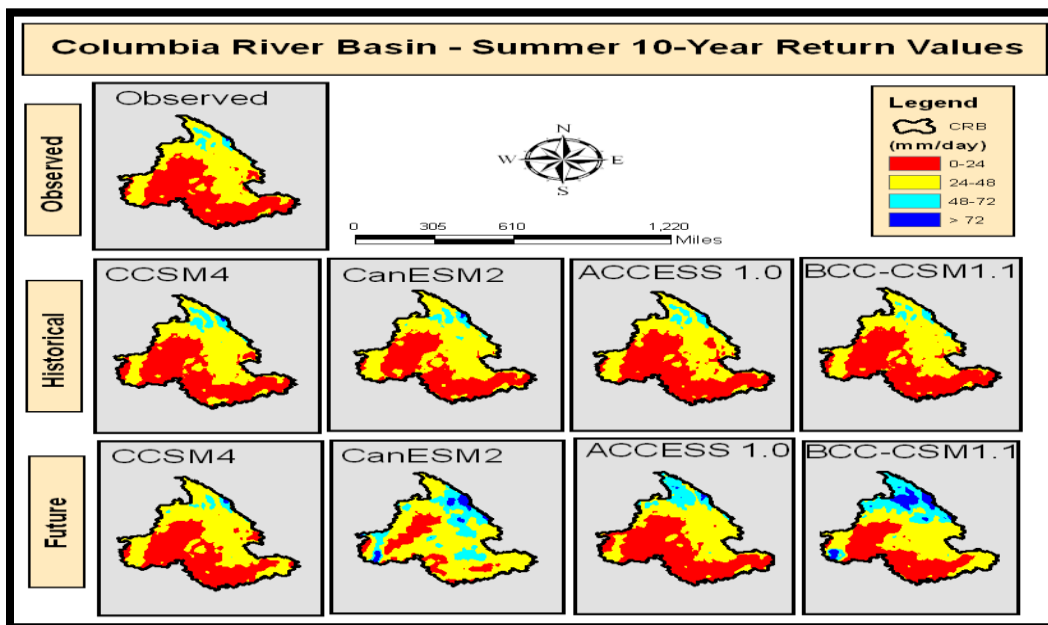 Columbia River Basin - Summer 10-Year Return Values
Observed
Observed
N
W E
S
0 305 610 1,220
Miles
Legend
CRB
(mm/day)
0-24
24-48
48-72
> 72
Historical
CCSM4
CanESM2
ACCESS 1.0
BCC-CSM1.1
Future
CCSM4
CanESM2
ACCESS 1.0
BCC-CSM1.1